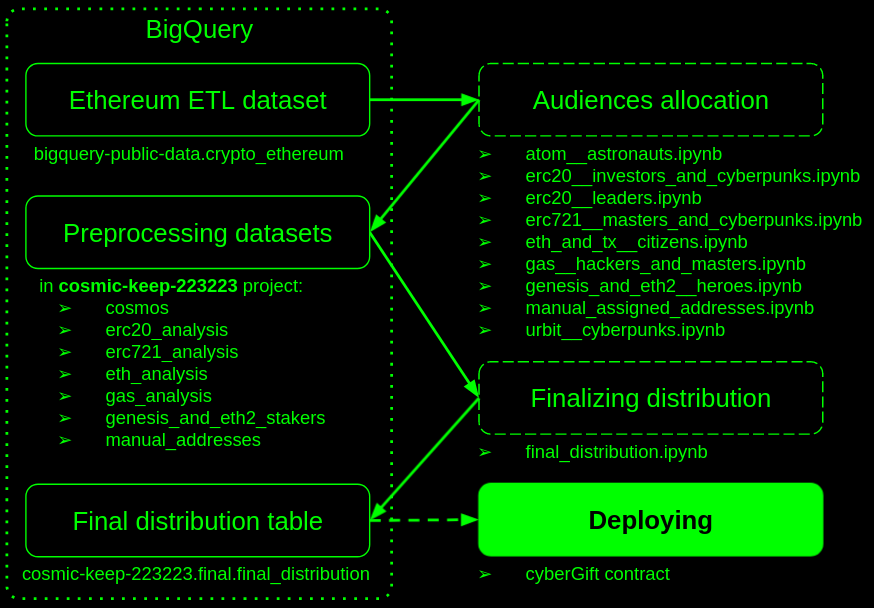 BigQuery
Ethereum ETL dataset
bigquery-public-data.crypto_ethereum
Preprocessing datasets
in cosmic-keep-223223 project:
➢ cosmos
➢ erc20_analysis
➢ erc721_analysis
➢ eth_analysis
➢ gas_analysis
➢ genesis_and_eth2_stakers
➢ manual_addresses
Final distribution table
cosmic-keep-223223.final.final_distribution
Audiences allocation
➢ atom__astronauts.ipynb
➢ erc20__investors_and_cyberpunks.ipynb
➢ erc20__leaders.ipynb
➢ erc721__masters_and_cyberpunks.ipynb
➢ eth_and_tx__citizens.ipynb
➢ gas__hackers_and_masters.ipynb
➢ genesis_and_eth2__heroes.ipynb
➢ manual_assigned_addresses.ipynb
➢ urbit__cyberpunks.ipynb
Finalizing distribution
➢ final_distribution.ipynb
Deploying
➢ cyberGift contract